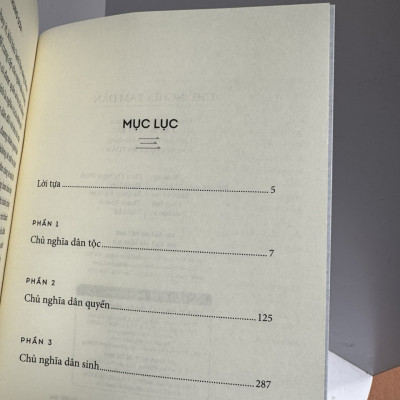 MỤC LỤC
Lời tựa 5
PHẦN 1
Chủ nghĩa dân tộc 7
PHẦN 2
Chủ nghĩa dân quyền 125
PHẦN 3
Chủ nghĩa dân sinh 287